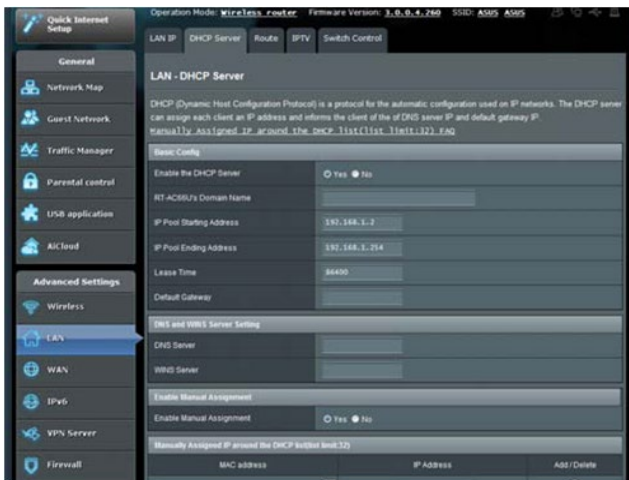 Quick Internet
Setup
Operation Mode: Wireless router Firmware Version: 3.0.0.4.260 SSID: ASUS ASUS
LAN IP DHCP Server Route IPTV Switch Control
General
Network Map
Guest Network
Traffic Manager
Parental control
USB application
AiCloud
Advanced Settings
Wireless
LAN
WAN
IPv6
VPN Server
Firewall
LAN - DHCP Server
DHCP (Dynamic Host Configuration Protocol) is a protocol for the automatic configuration used on IP networks. The DHCP server
can assign each client an IP address and informs the client of the of DNS server IP and default gateway IP.
Manually Assigned IP around the DHCP list(list limit:32) FAQ
Basic Config
Enable the DHCP Server Yes No
RT-AC66U's Domain Name
IP Pool Starting Address 192.168.1.2
IP Pool Ending Address 192.168.1.254
Lease Time 86400
Default Gateway
DNS and WINS Server Setting
DNS Server
WINS Server
Enable Manual Assignment
Enable Manual Assignment Yes No
Manually Assigned IP around the DHCP list(list limit:32)
MAC address IP Address Add / Delete